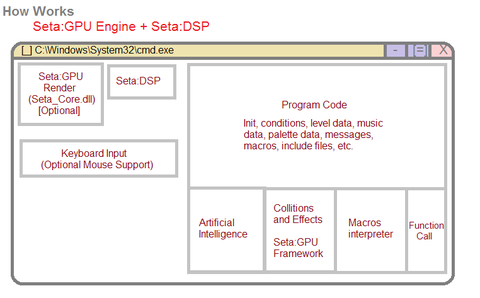 How Works
Seta:GPU Engine + Seta:DSP
C:\Windows\System32\cmd.exe
- = X
Seta:GPU
Render
(Seta_Core.dll)
[Optional]
Seta:DSP
Keyboard Input
(Optional Mouse Support)
Program Code
Init, conditions, level data, music
data, palette data, messages,
macros, include files, etc.
Artificial
Intelligence
Collitions
and Effects
Seta:GPU
Framework
Macros
interpreter
Function
Call